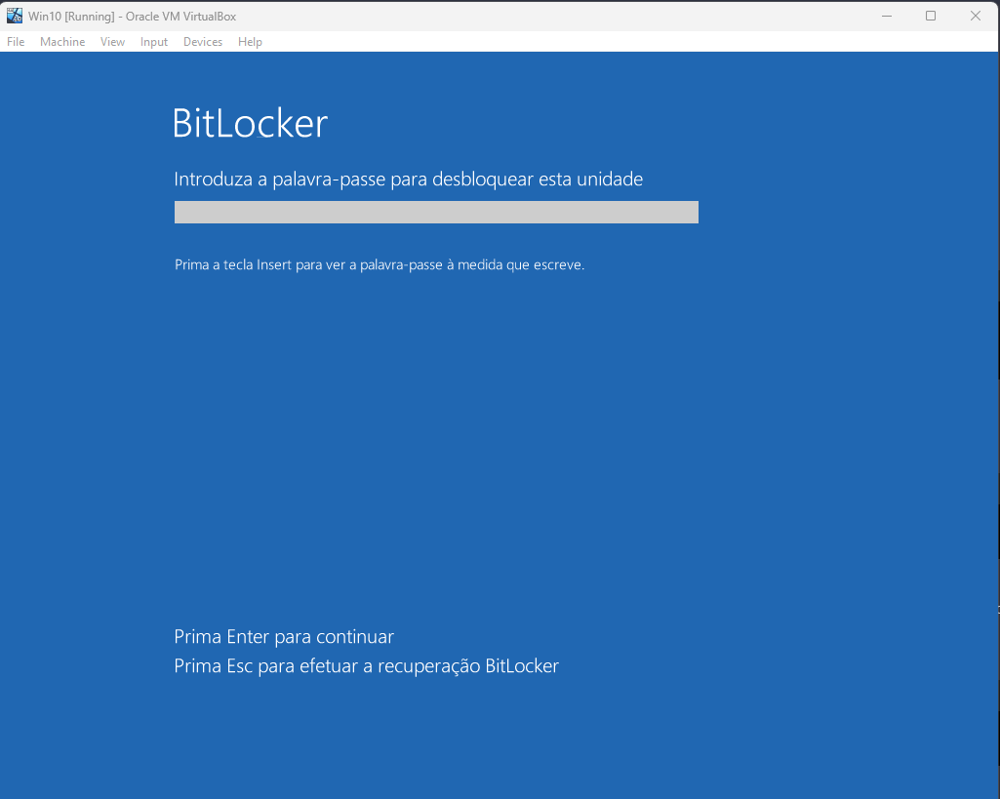 Win10 [Running] - Oracle VM VirtualBox
File Machine View Input Devices Help
BitLocker
Introduza a palavra-passe para desbloquear esta unidade
Prima a tecla Insert para ver a palavra-passe à medida que escreve.
Prima Enter para continuar
Prima Esc para efetuar a recuperação BitLocker